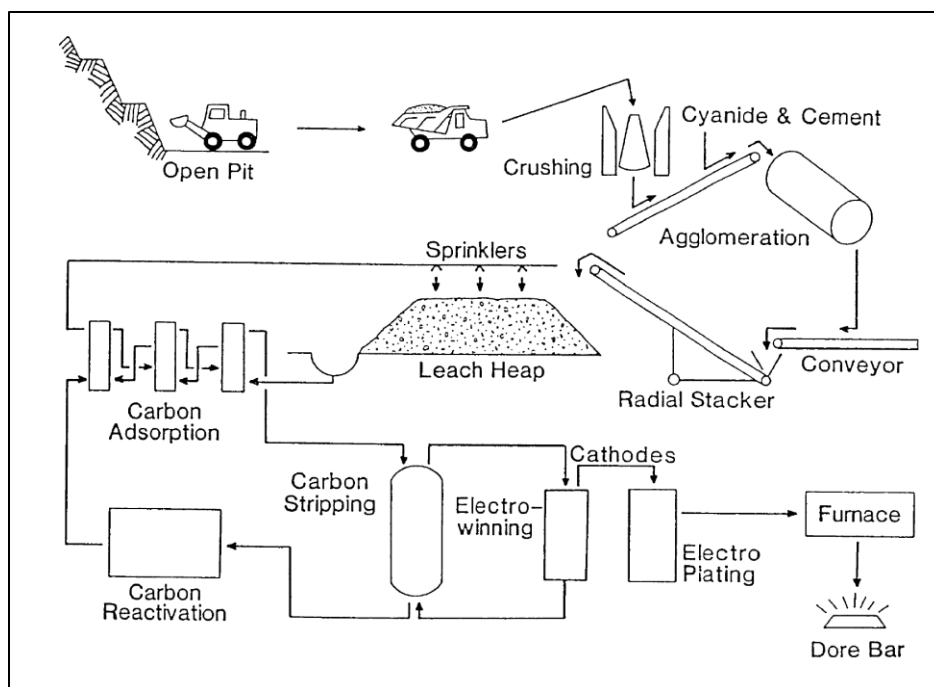 Open Pit
Crushing
Cyanide & Cement
Agglomeration
Sprinklers
Leach Heap
Conveyor
Radial Stacker
Carbon
Adsorption
Carbon
Stripping
Cathodes
Electro-
winning
Electro
Plating
Furnace
Carbon
Reactivation
Dore Bar